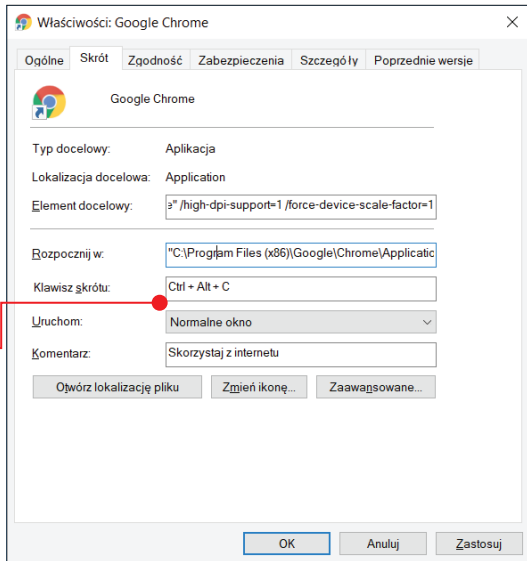 Właściwości: Google Chrome
Ogólne Skrót Zgodność Zabezpieczenia Szczegóły Poprzednie wersje
Google Chrome
Typ docelowy: Aplikacja
Lokalizacja docelowa: Application
Element docelowy: e" /high-dpi-support=1 /force-device-scale-factor=1
Rozpocznij w: "C:\Program Files (x86)\Google\Chrome\Applicatic
Klawisz skrótu: Ctrl + Alt + C
Uruchom: Normalne okno
Komentarz: Skorzystaj z internetu
Otwórz lokalizację pliku Zmień ikonę... Zaawansowane...
OK Anuluj Zastosuj